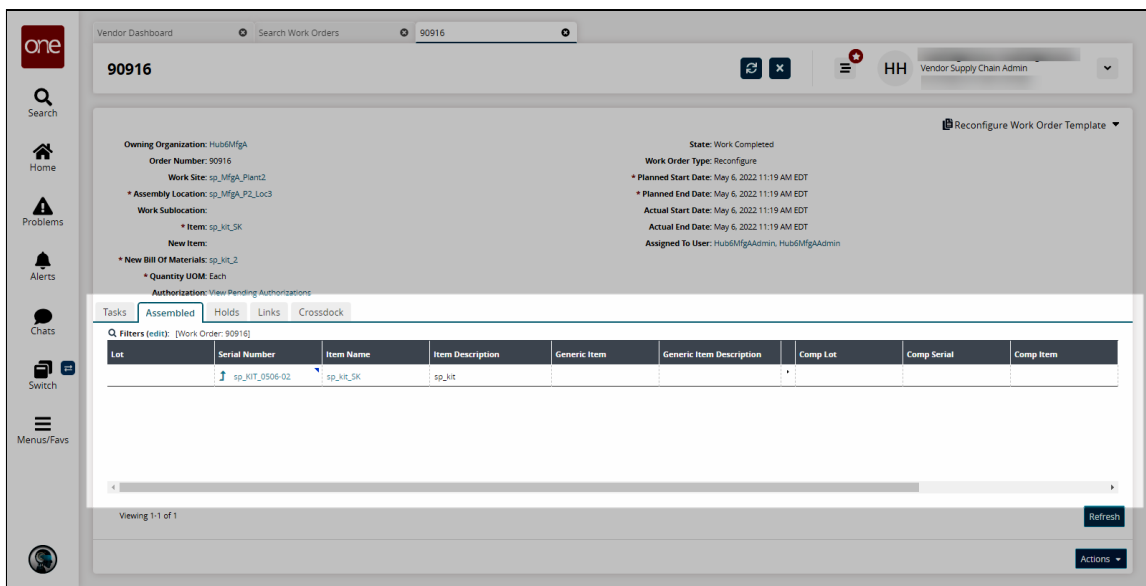 one
Search
Home
Problems
Alerts
Chats
Switch
Menus/Favs
Vendor Dashboard
Search Work Orders
90916
90916
HH
Vendor Supply Chain Admin
Reconfigure Work Order Template
Owning Organization: Hub6MfgA
Order Number: 90916
Work Site: sp_MfgA_Plant2
* Assembly Location: sp_MfgA_P2_Loc3
Work Sublocation:
* Item: sp_kit_SK
New Item:
* New Bill Of Materials: sp_kit_2
* Quantity UOM: Each
Authorization: View Pending Authorizations
State: Work Completed
Work Order Type: Reconfigure
* Planned Start Date: May 6, 2022 11:19 AM EDT
* Planned End Date: May 6, 2022 11:19 AM EDT
Actual Start Date: May 6, 2022 11:19 AM EDT
Actual End Date: May 6, 2022 11:19 AM EDT
Assigned To User: Hub6MfgAAdmin, Hub6MfgAAdmin
Tasks Assembled Holds Links Crossdock
Filters (edit): [Work Order: 90916]
Lot Serial Number Item Name Item Description Generic Item Generic Item Description Comp Lot Comp Serial Comp Item
sp_KIT_0506-02 sp_kit_SK sp_kit
Viewing 1-1 of 1
Refresh
Actions